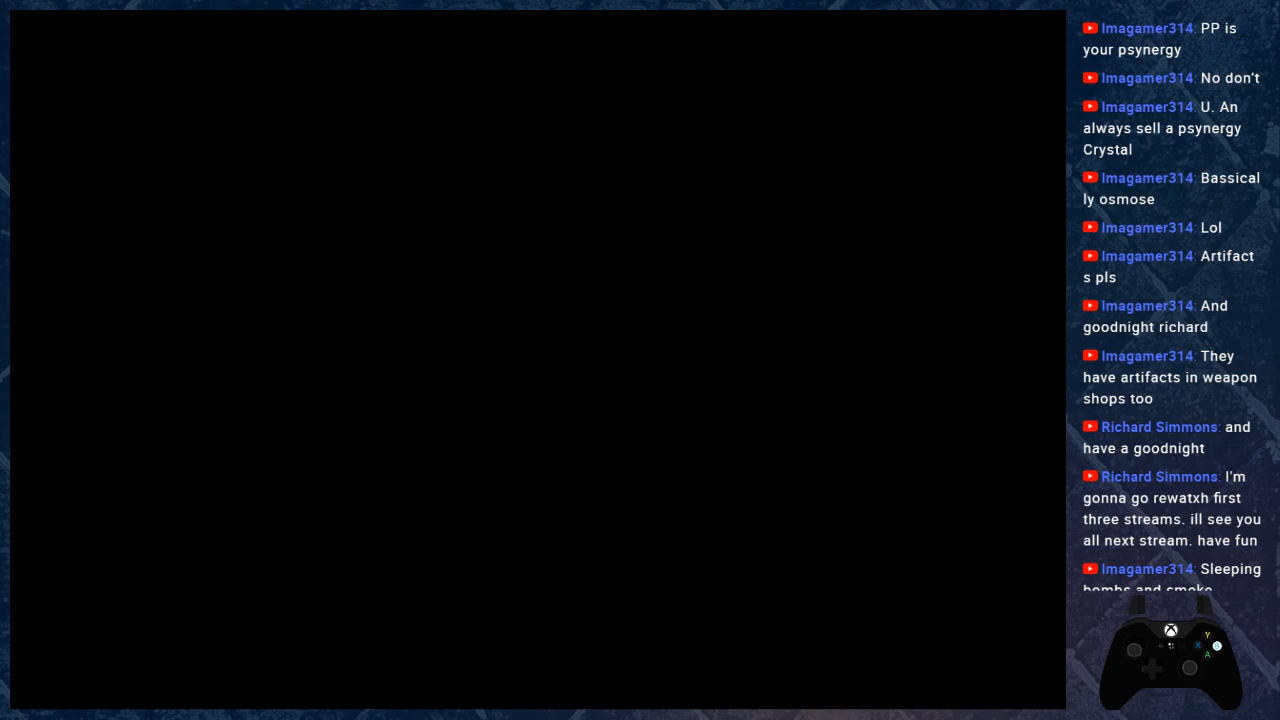 Imagamer314: PP is
your psynergy
Imagamer314: No don't
Imagamer314: U. An
always sell a psynergy
Crystal
Imagamer314: Bassical
ly osmose
Imagamer314: Lol
Imagamer314: Artifact
s pls
Imagamer314: And
goodnight richard
Imagamer314: They
have artifacts in weapon
shops too
Richard Simmons: and
have a goodnight
Richard Simmons: I'm
gonna go rewatxh first
three streams. ill see you
all next stream. have fun
Imagamer314: Sleeping
bombs and smoke
Y
X
A